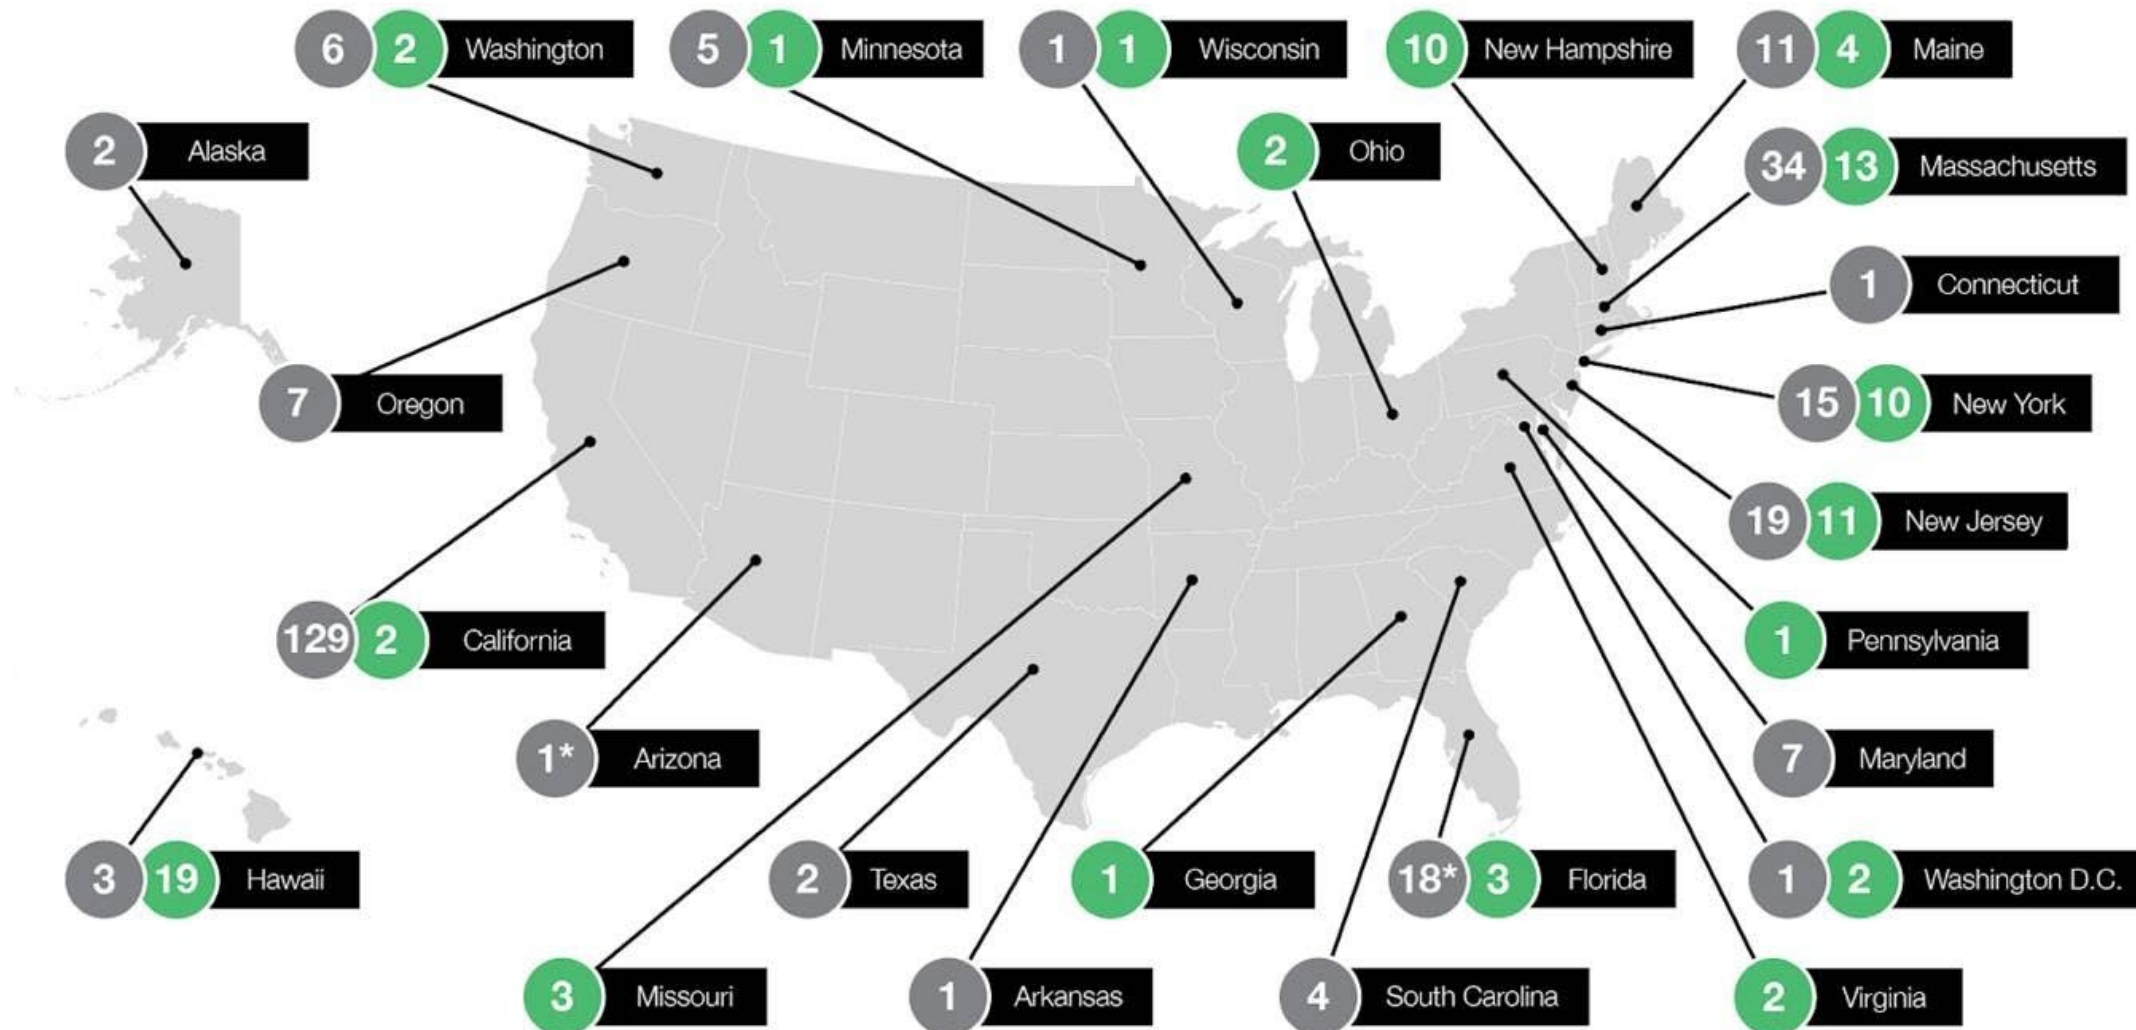 6 2 Washington
5 1 Minnesota
1 1 Wisconsin
10 New Hampshire
11 4 Maine
2 Alaska
2 Ohio
34 13 Massachusetts
1 Connecticut
7 Oregon
15 10 New York
19 11 New Jersey
129 2 California
1 Pennsylvania
1* Arizona
7 Maryland
3 19 Hawaii
2 Texas
1 Georgia
18* 3 Florida
1 2 Washington D.C.
3 Missouri
1 Arkansas
4 South Carolina
2 Virginia